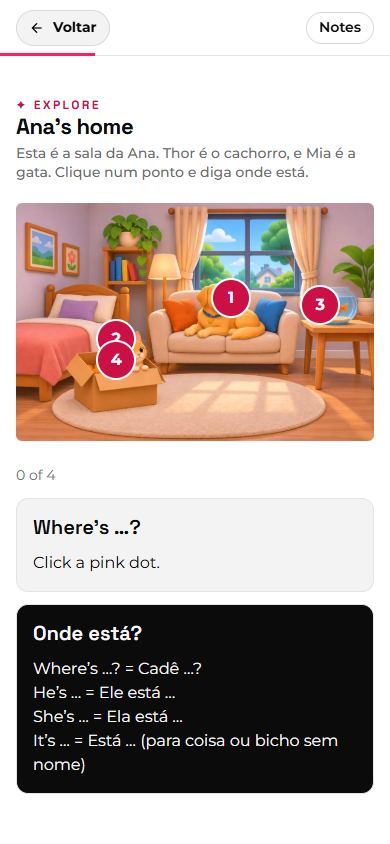 ← Voltar
Notes
✦ EXPLORE
Ana's home
Esta é a sala da Ana. Thor é o cachorro, e Mia é a
gata. Clique num ponto e diga onde está.
1
3
2
4
0 of 4
Where's ...?
Click a pink dot.
Onde está?
Where's ...? = Cadê ...?
He's ... = Ele está ...
She's ... = Ela está ...
It's ... = Está ... (para coisa ou bicho sem
nome)